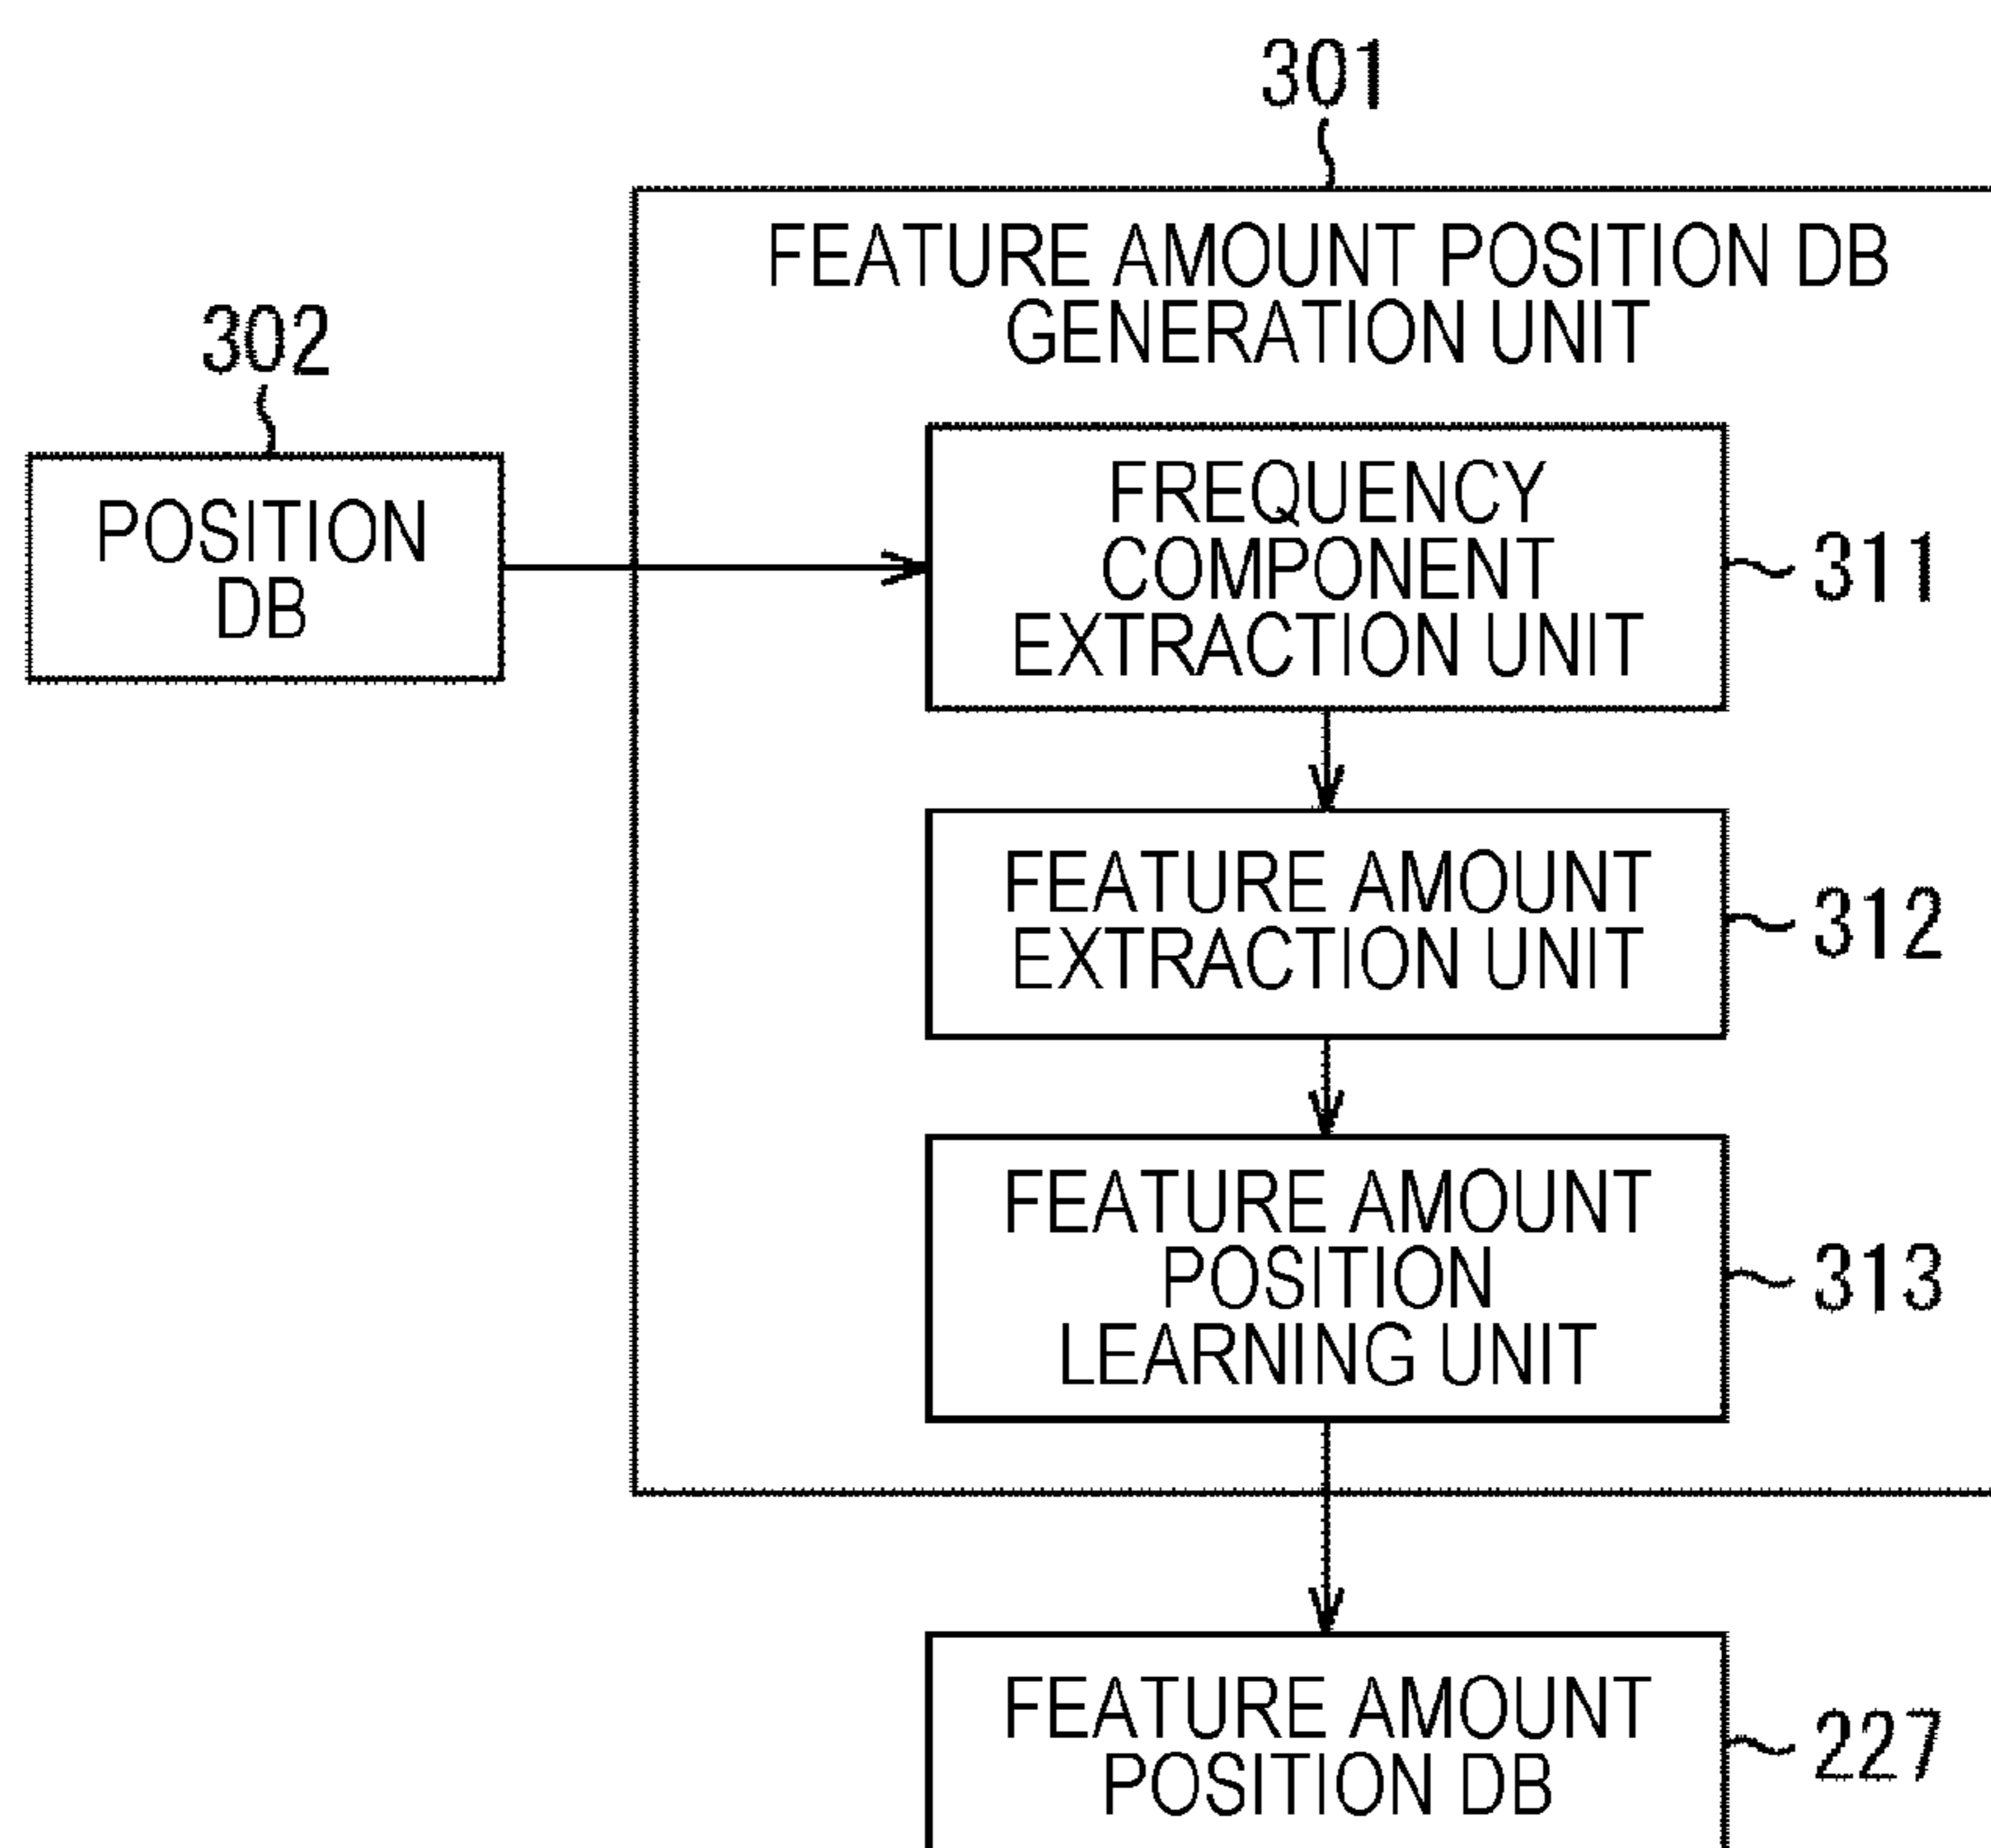 301
FEATURE AMOUNT POSITION DB
GENERATION UNIT
302
POSITION
DB
FREQUENCY
COMPONENT
EXTRACTION UNIT
311
FEATURE AMOUNT
EXTRACTION UNIT
312
FEATURE AMOUNT
POSITION
LEARNING UNIT
313
FEATURE AMOUNT
POSITION DB
227